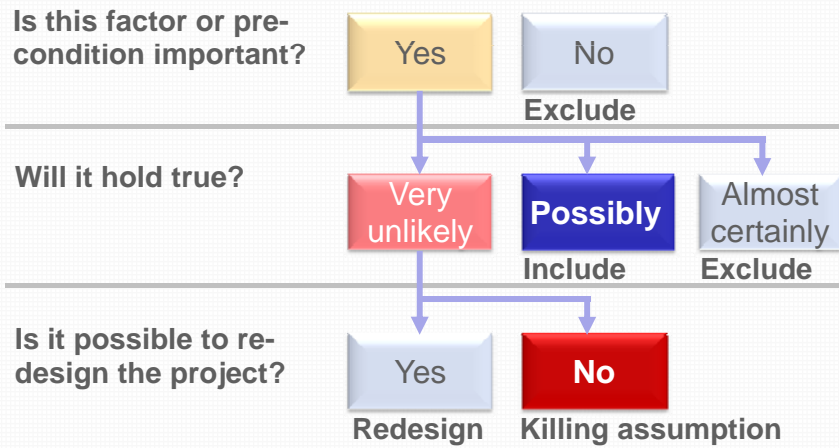 Is this factor or pre-
condition important?
Yes
No
Exclude
Will it hold true?
Very
unlikely
Possibly
Almost
certainly
Include
Exclude
Is it possible to re-
design the project?
Yes
No
Redesign
Killing assumption